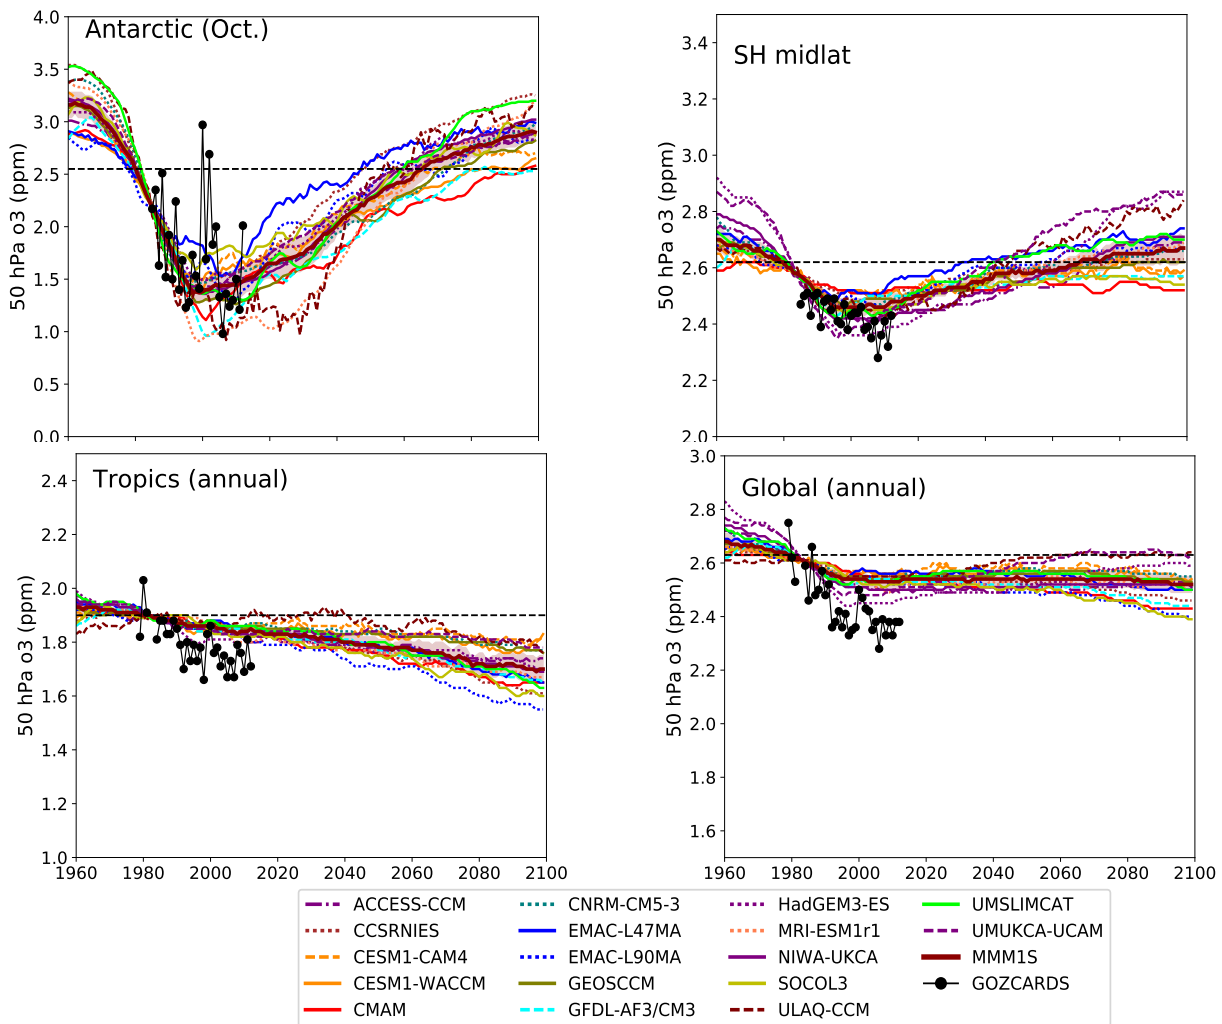 Antarctic (Oct.)
50 hPa o3 (ppm)
4.0
3.5
3.0
2.5
2.0
1.5
1.0
0.5
0.0
SH midlat
50 hPa o3 (ppm)
3.4
3.2
3.0
2.8
2.6
2.4
2.2
2.0
Tropics (annual)
50 hPa o3 (ppm)
2.4
2.2
2.0
1.8
1.6
1.4
1.2
1.0
1960 1980 2000 2020 2040 2060 2080 2100
Global (annual)
50 hPa o3 (ppm)
3.0
2.8
2.6
2.4
2.2
2.0
1.8
1.6
1960 1980 2000 2020 2040 2060 2080 2100
ACCESS-CCM
CCSRNIES
CESM1-CAM4
CESM1-WACCM
CMAM
CNRM-CM5-3
EMAC-L47MA
EMAC-L90MA
GEOSCCM
GFDL-AF3/CM3
HadGEM3-ES
MRI-ESM1r1
NIWA-UKCA
SOCOL3
ULAQ-CCM
UMSLIMCAT
UMUKCA-UCAM
MMM1S
GOZCARDS